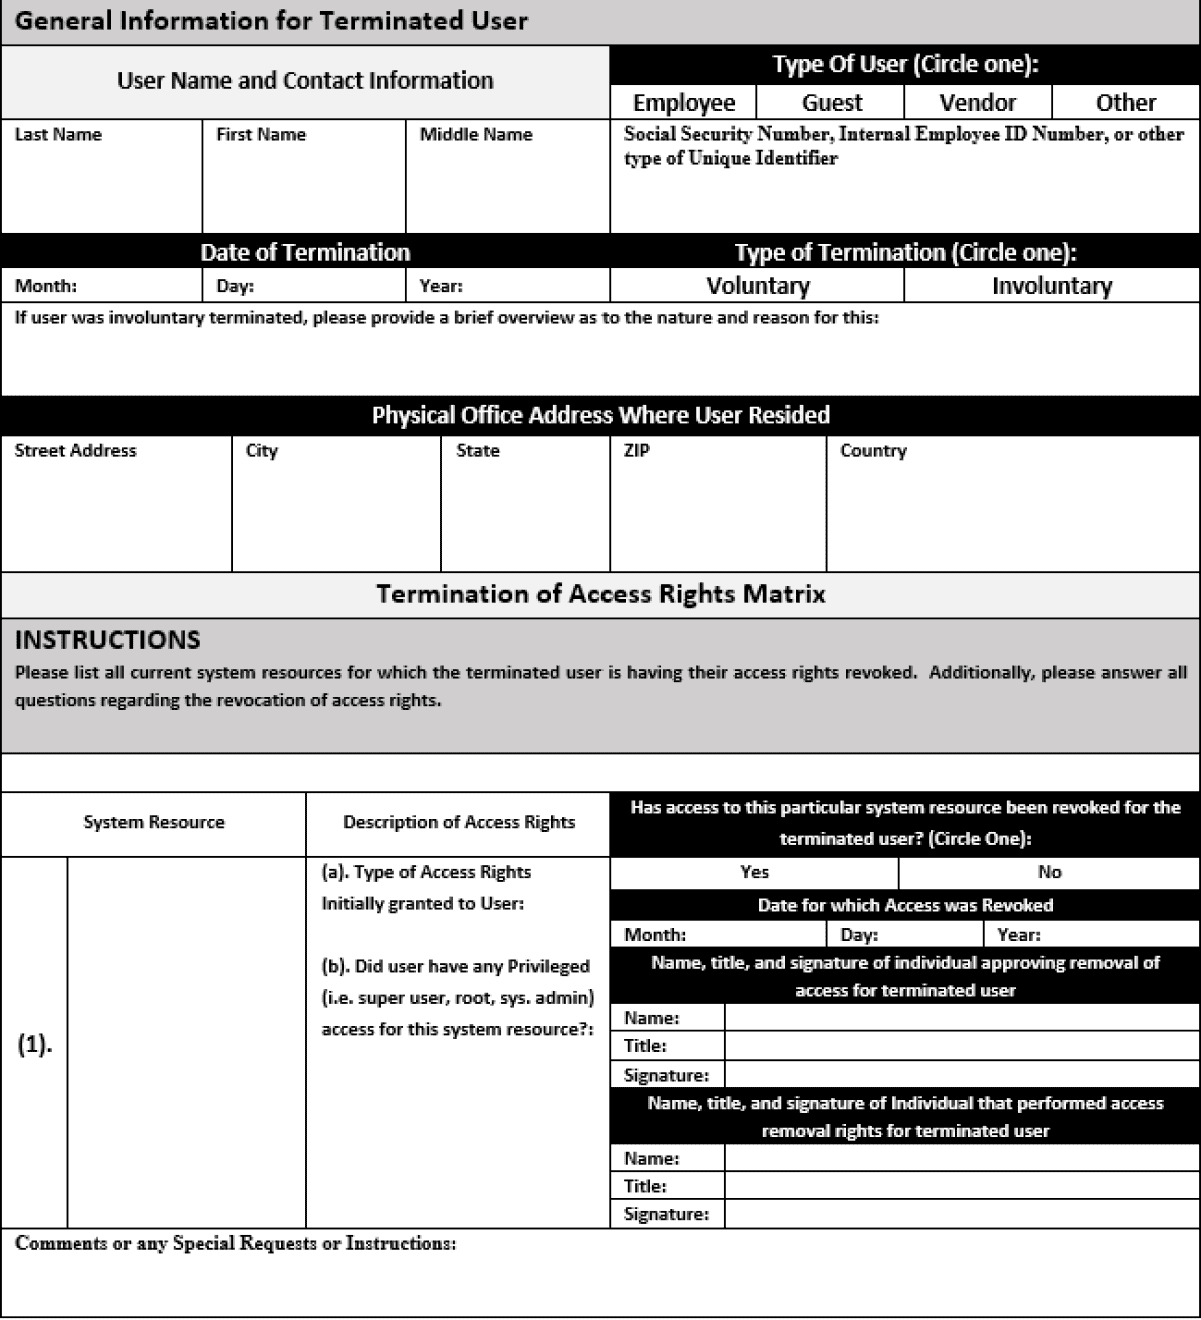 General Information for Terminated User
User Name and Contact Information
Type Of User (Circle one):
Employee Guest Vendor Other
Last Name First Name Middle Name
Social Security Number, Internal Employee ID Number, or other
type of Unique Identifier
Date of Termination Type of Termination (Circle one):
Month: Day: Year: Voluntary Involuntary
If user was involuntary terminated, please provide a brief overview as to the nature and reason for this:
Physical Office Address Where User Resided
Street Address City State ZIP Country
Termination of Access Rights Matrix
INSTRUCTIONS
Please list all current system resources for which the terminated user is having their access rights revoked. Additionally, please answer all
questions regarding the revocation of access rights.
System Resource Description of Access Rights
Has access to this particular system resource been revoked for the
terminated user? (Circle One):
(1).
(a). Type of Access Rights
Initially granted to User:
(b). Did user have any Privileged
(i.e. super user, root, sys. admin)
access for this system resource?:
Yes No
Date for which Access was Revoked
Month: Day: Year:
Name, title, and signature of individual approving removal of
access for terminated user
Name:
Title:
Signature:
Name, title, and signature of Individual that performed access
removal rights for terminated user
Name:
Title:
Signature:
Comments or any Special Requests or Instructions: